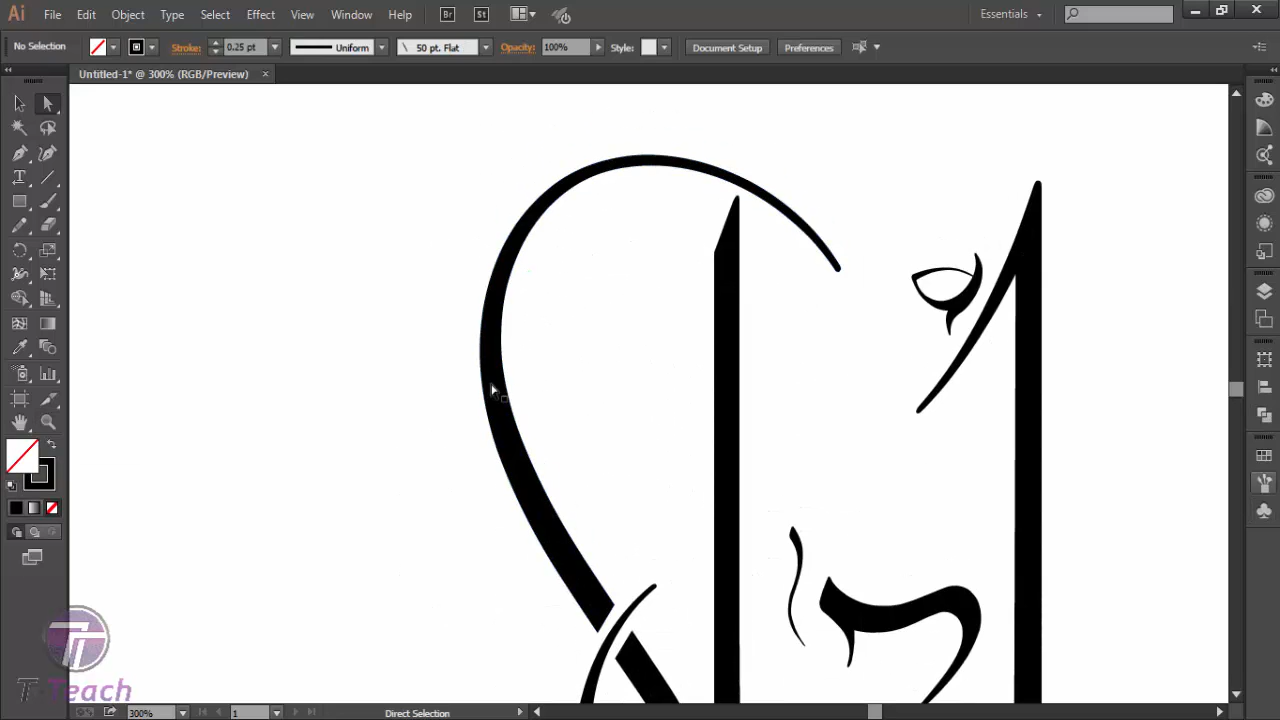 Ai File Edit Object Type Select Effect View Window Help Br St Essentials
No Selection Stroke: 0.25 pt Uniform 50 pt. Flat Opacity: 100% Style: Document Setup Preferences
Untitled-1* @ 300% (RGB/Preview) ×
T-Teach
300% 1 Direct Selection